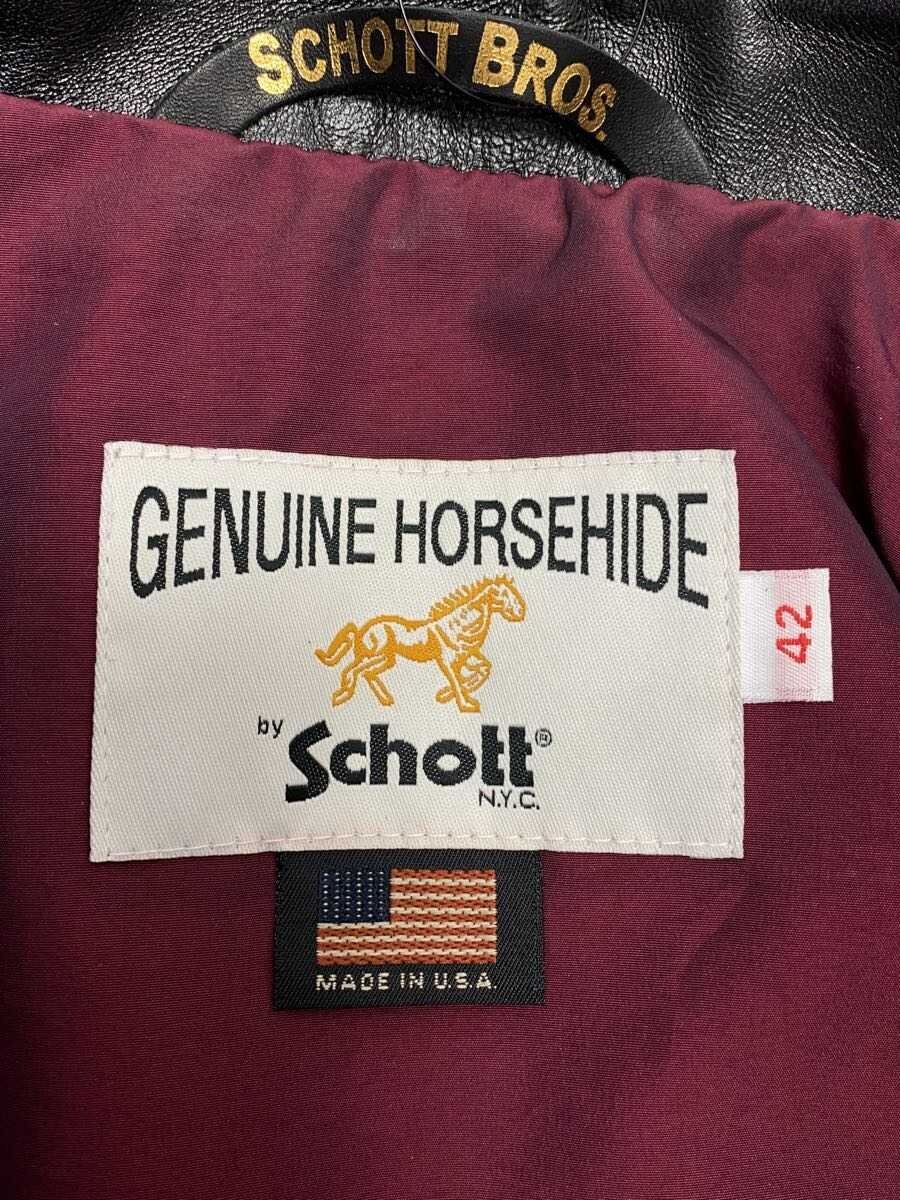 SCHOTT BROS.
GENUINE HORSEHIDE
42
by Schott®
N.Y.C.
MADE IN U.S.A.